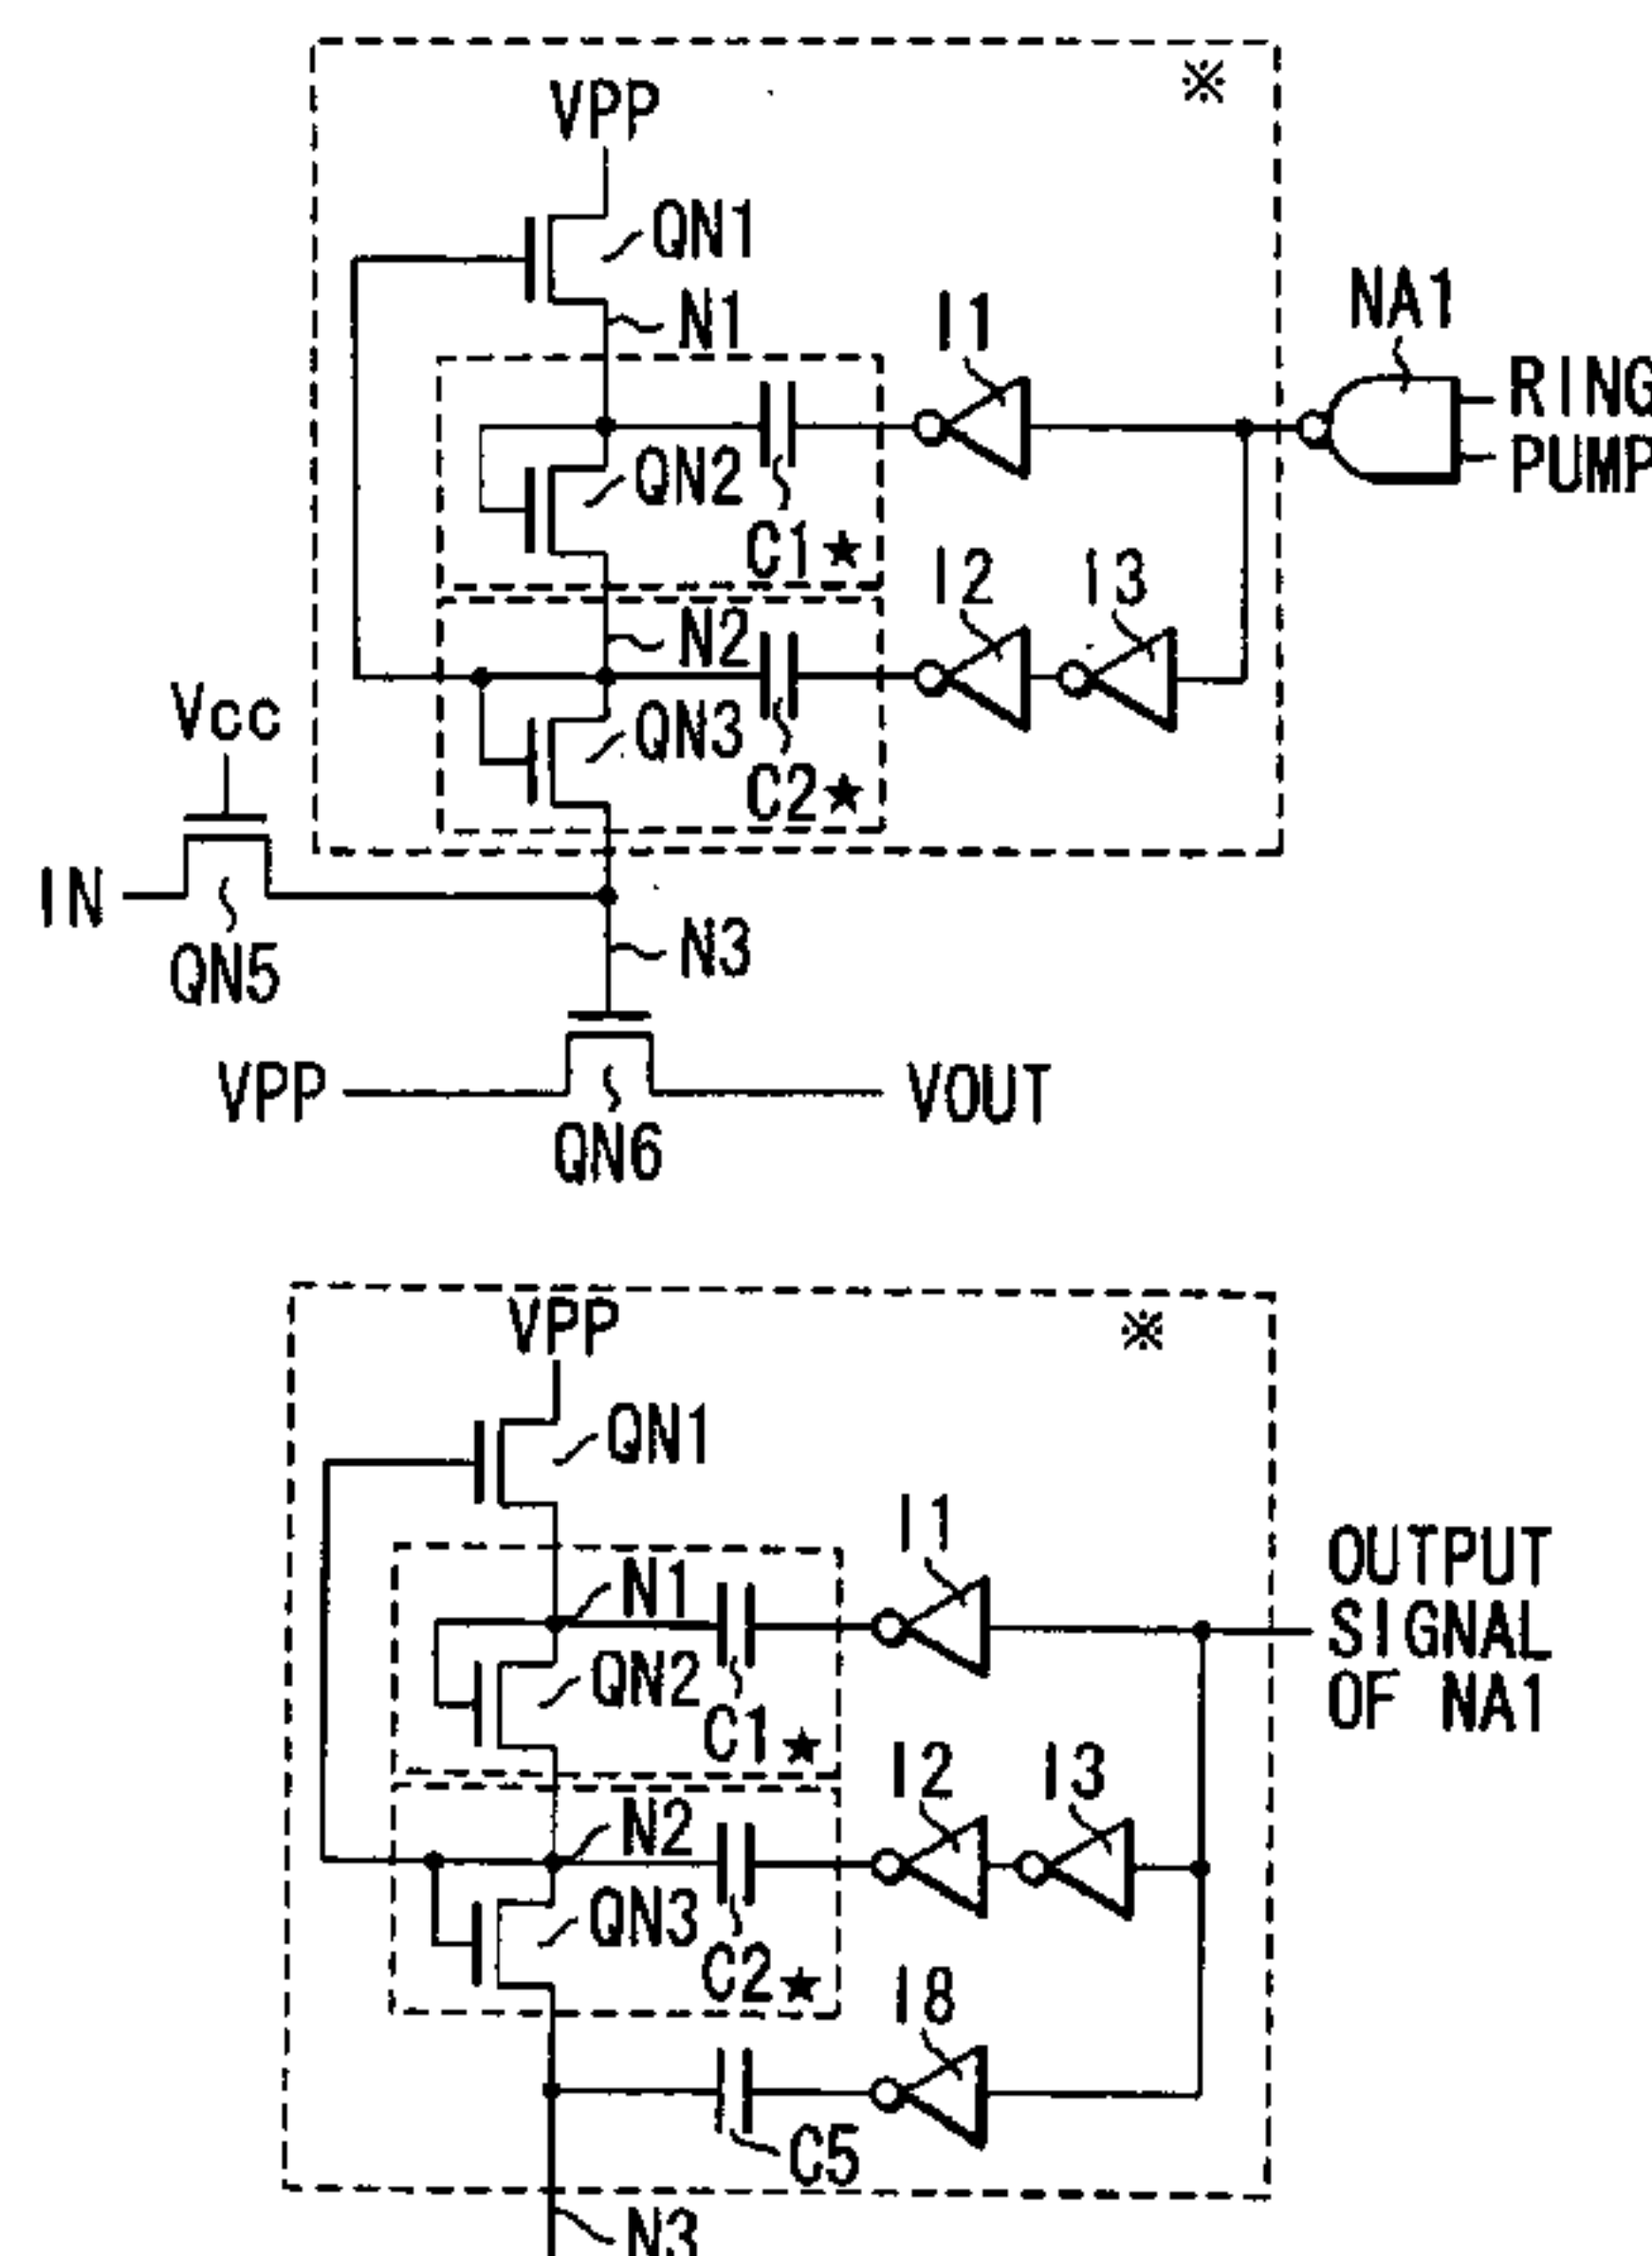 ※
VPP
QN1
N1
I1
NA1
RING
PUMP
QN2
C1★
I2
I3
N2
Vcc
QN3
C2★
IN
QN5
N3
VPP
VOUT
QN6
VPP
※
QN1
I1
N1
OUTPUT
SIGNAL
OF NA1
QN2
C1★
I2
I3
N2
QN3
C2★
I8
C5
N3